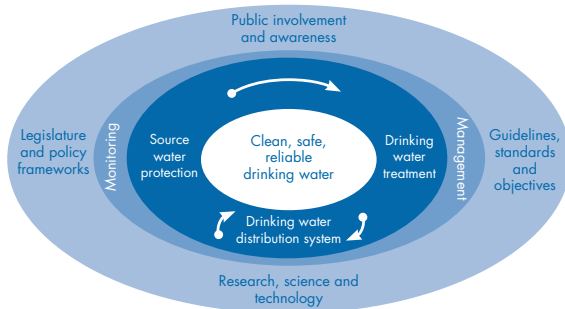 Public involvement
and awareness
Legislature
and policy
frameworks
Monitoring
Source
water
protection
Clean, safe,
reliable
drinking water
Drinking
water
treatment
Management
Guidelines,
standards
and
objectives
Drinking water
distribution system
Research, science and
technology